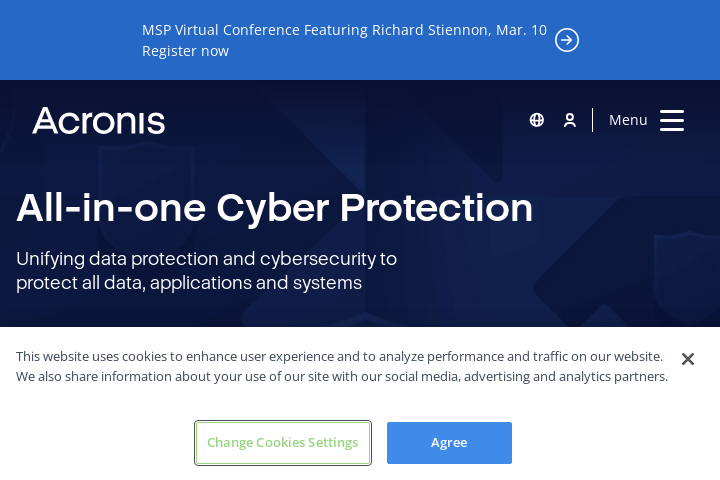 MSP Virtual Conference Featuring Richard Stiennon, Mar. 10
Register now
Acronis
Menu
All-in-one Cyber Protection
Unifying data protection and cybersecurity to
protect all data, applications and systems
This website uses cookies to enhance user experience and to analyze performance and traffic on our website.
We also share information about your use of our site with our social media, advertising and analytics partners.
Change Cookies Settings
Agree